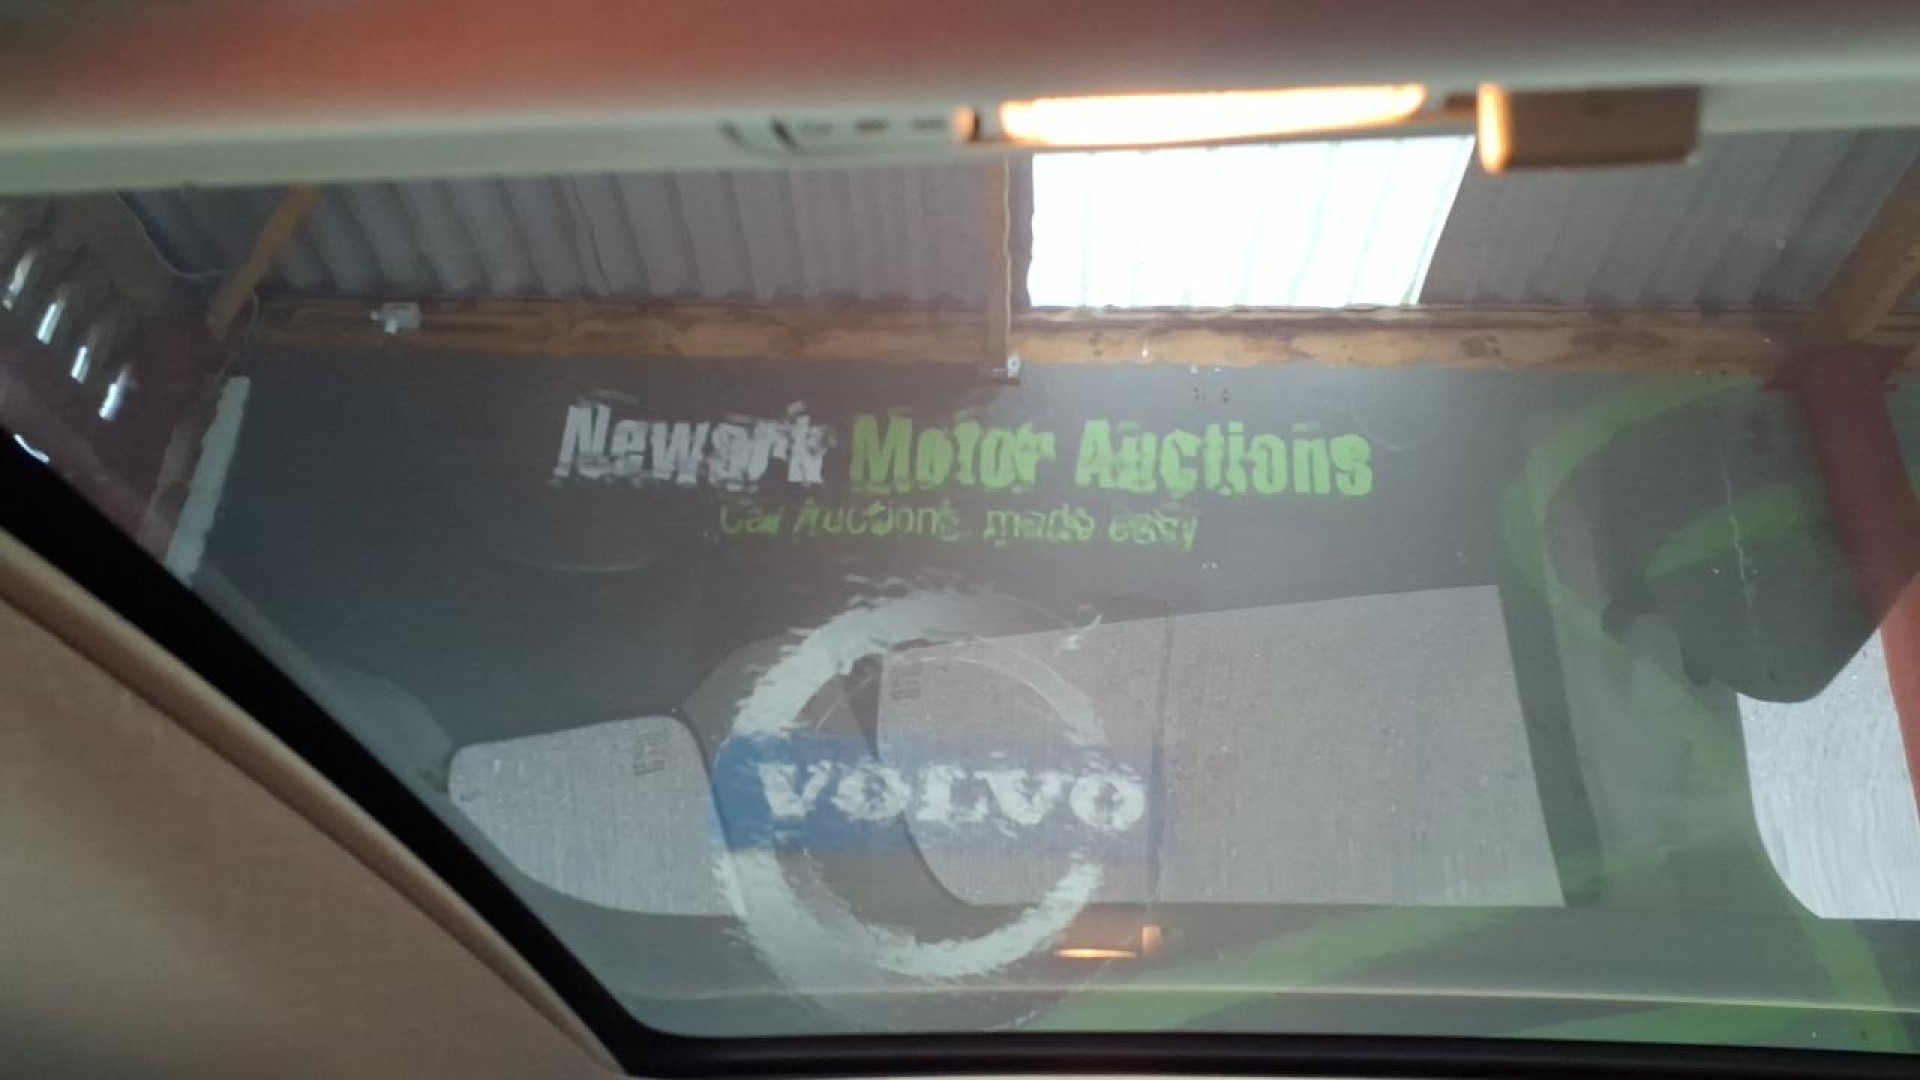 Newark Motor Auctions
Car Auctions made easy
VOLVO